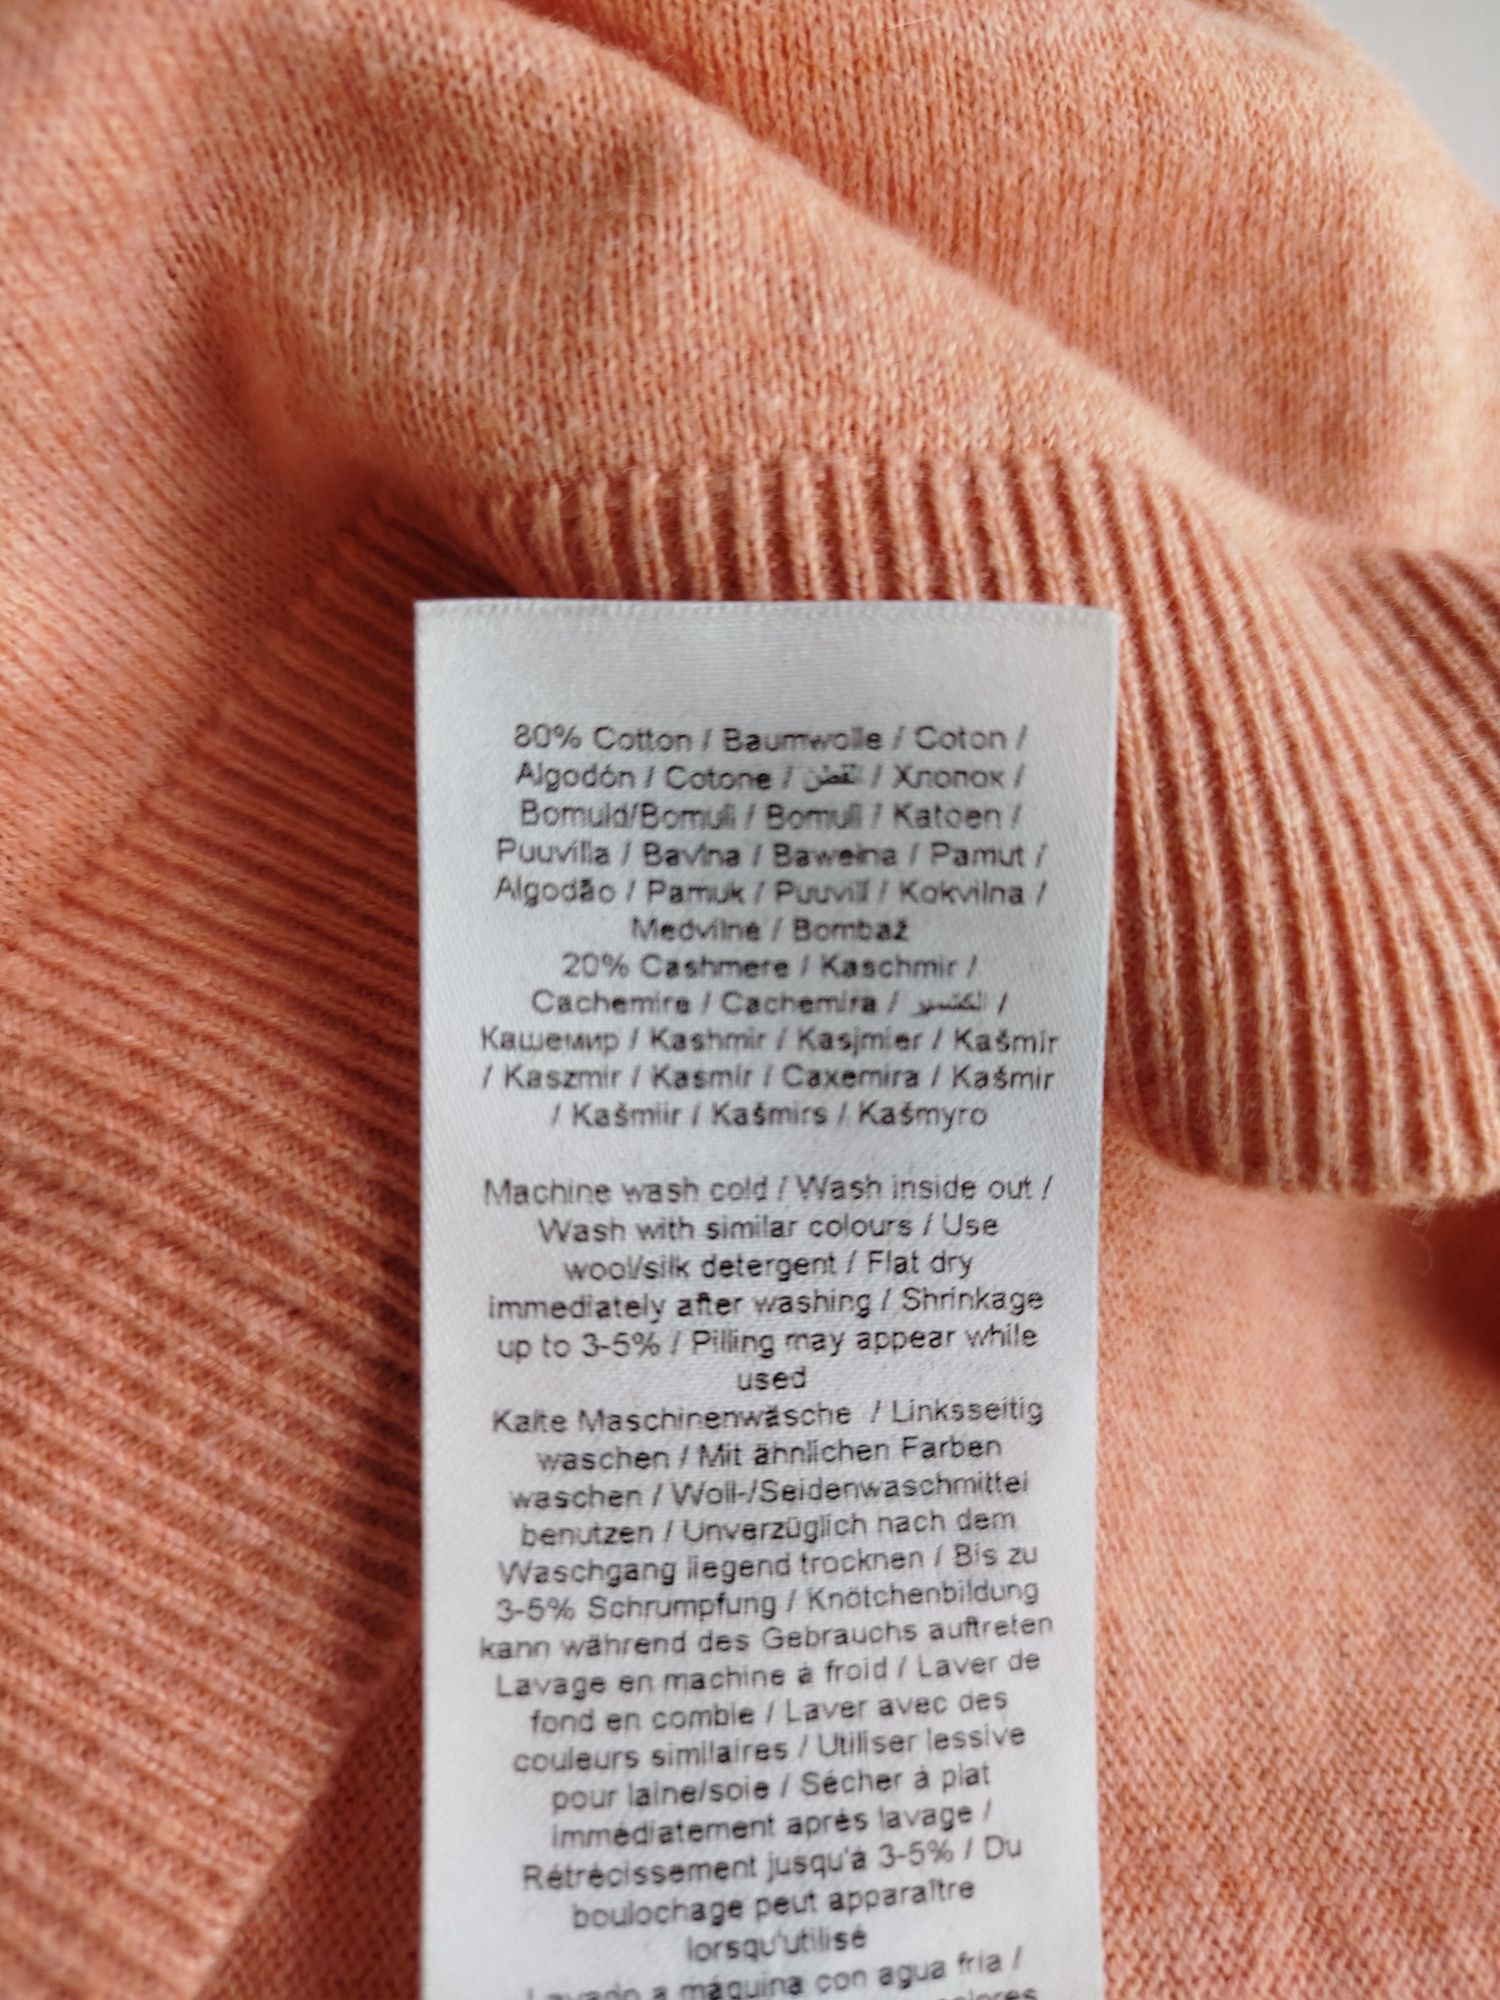 80% Cotton / Baumwolle / Coton /
Algodón / Cotone / القطن / Хлопок /
Bomuld/Bomull / Bomull / Katoen /
Puuvilla / Bavlna / Bawełna / Pamut /
Algodão / Pamuk / Puuvill / Kokvilna /
Medvilnė / Bombaž
20% Cashmere / Kaschmir /
Cachemire / Cachemira / /
Кашемир / Kashmir / Kasjmier / Kašmír
/ Kaszmir / Kasmír / Caxemira / Kašmir
/ Kašmiir / Kašmirs / Kašmyro
Machine wash cold / Wash inside out /
Wash with similar colours / Use
wool/silk detergent / Flat dry
immediately after washing / Shrinkage
up to 3-5% / Pilling may appear while
used
Kalte Maschinenwäsche / Linksseitig
waschen / Mit ähnlichen Farben
waschen / Woll-/Seidenwaschmittel
benutzen / Unverzüglich nach dem
Waschgang liegend trocknen / Bis zu
3-5% Schrumpfung / Knötchenbildung
kann während des Gebrauchs auftreten
Lavage en machine à froid / Laver de
fond en comble / Laver avec des
couleurs similaires / Utiliser lessive
pour laine/soie / Sécher à plat
immédiatement après lavage /
Rétrécissement jusqu'à 3-5% / Du
boulochage peut apparaître
lorsqu'utilisé
Lavado a máquina con agua fría /
colores